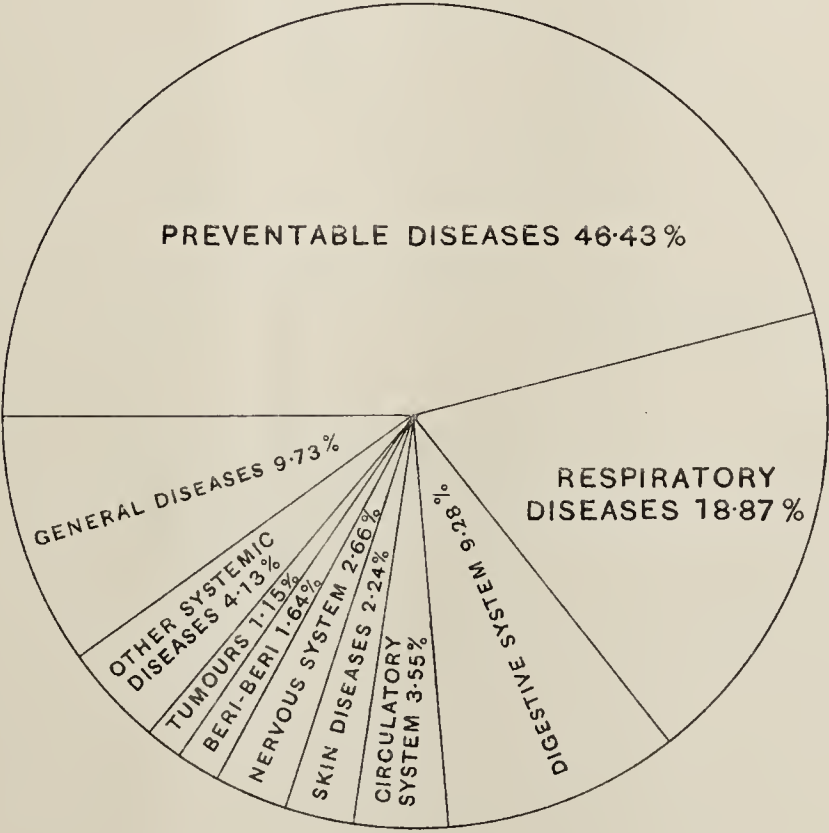 PREVENTABLE DISEASES 46·43%
RESPIRATORY
DISEASES 18·87%
DIGESTIVE SYSTEM 9·28%
CIRCULATORY
SYSTEM 3·55%
SKIN DISEASES 2·24%
NERVOUS SYSTEM 2·66%
BERI-BERI 1·64%
TUMOURS 1·15%
OTHER SYSTEMIC
DISEASES 4·13%
GENERAL DISEASES 9·73%